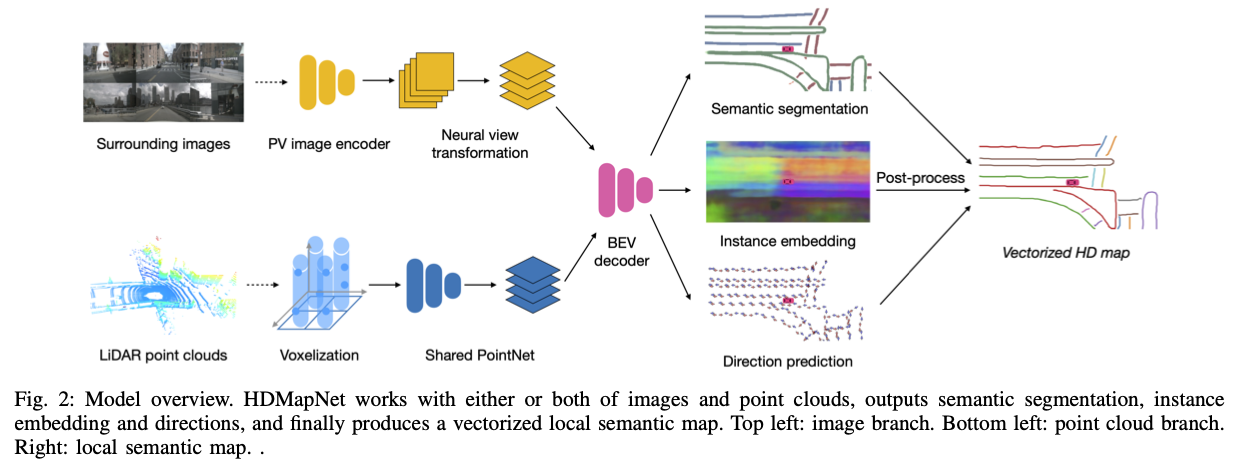 Surrounding images
PV image encoder
Neural view
transformation
Semantic segmentation
LiDAR point clouds
Voxelization
Shared PointNet
BEV
decoder
Instance embedding
Post-process
Direction prediction
Vectorized HD map
Fig. 2: Model overview. HDMapNet works with either or both of images and point clouds, outputs semantic segmentation, instance
embedding and directions, and finally produces a vectorized local semantic map. Top left: image branch. Bottom left: point cloud branch.
Right: local semantic map. .